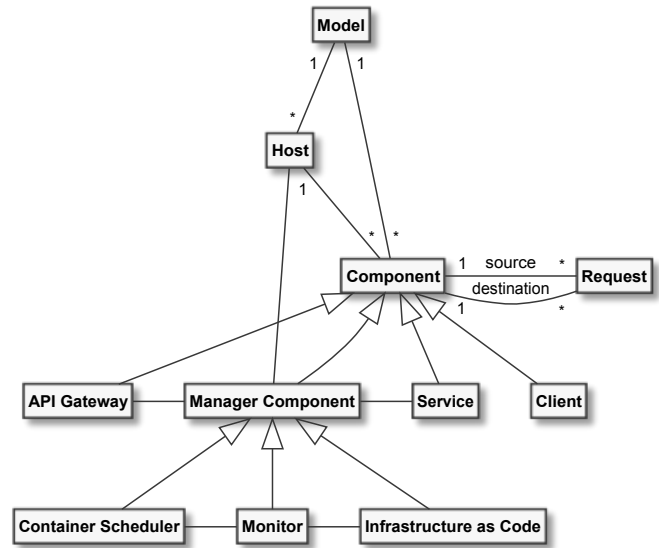 Model
1 1
*
Host
1
* *
Component
1 source *
Request
destination
1 *
API Gateway
Manager Component
Service
Client
Container Scheduler
Monitor
Infrastructure as Code